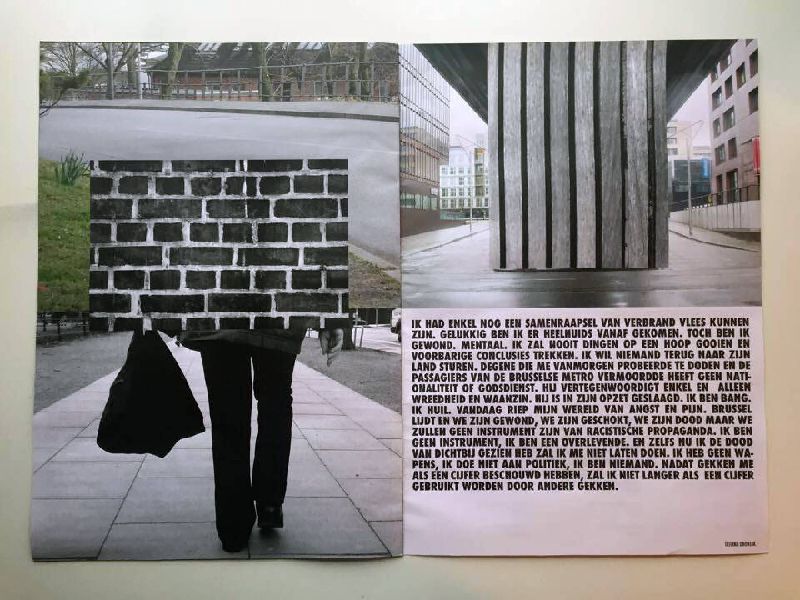 IK HAD ENKEL NOG EEN SAMENRAAPSEL VAN VERBRAND VLEES KUNNEN
ZIJN. GELUKKIG BEN IK ER HEELHUIDS VANAF GEKOMEN. TOCH BEN IK
GEWOND. MENTAAL. IK ZAL NOOIT DINGEN OP EEN HOOP GOOIEN EN
VOORBARIGE CONCLUSIES TREKKEN. IK WIL NIEMAND TERUG NAAR ZIJN
LAND STUREN. DEGENE DIE ME VANMORGEN PROBEERDE TE DODEN EN DE
PASSAGIERS VAN DE BRUSSELSE METRO VERMOORDDE HEEFT GEEN NATI-
ONALITEIT OF GODSDIENST. HIJ VERTEGENWOORDIGT ENKEL EN ALLEEN
WREEDHEID EN WAANZIN. HIJ IS IN ZIJN OPZET GESLAAGD. IK BEN BANG.
IK HUIL. VANDAAG RIEP MIJN WERELD VAN ANGST EN PIJN. BRUSSEL
LIJDT EN WE ZIJN GEWOND, WE ZIJN GESCHOKT, WE ZIJN DOOD MAAR WE
ZULLEN GEEN INSTRUMENT ZIJN VAN RACISTISCHE PROPAGANDA. IK BEN
GEEN INSTRUMENT, IK BEN EEN OVERLEVENDE. EN ZELFS NU IK DE DOOD
VAN DICHTBIJ GEZIEN HEB ZAL IK ME NIET LATEN DOEN. IK HEB GEEN WA-
PENS, IK DOE NIET AAN POLITIEK, IK BEN NIEMAND. NADAT GEKKEN ME
ALS EEN CIJFER BESCHOUWD HEBBEN, ZAL IK NIET LANGER ALS EEN CIJFER
GEBRUIKT WORDEN DOOR ANDERE GEKKEN.